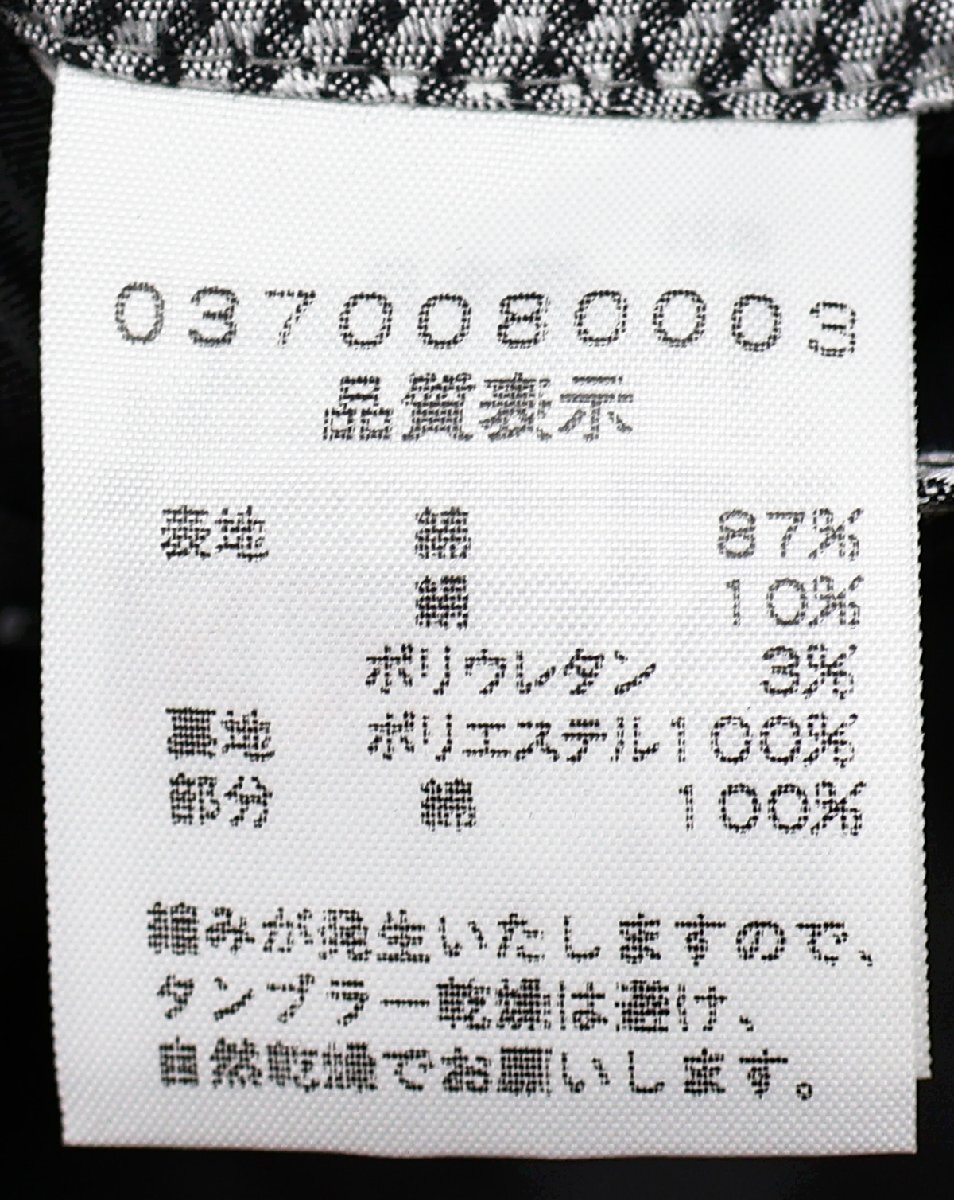 0370080003
品質表示
表地 綿 87%
絹 10%
ポリウレタン 3%
裏地 ポリエステル100%
部分 綿 100%
縮みが発生いたしますので、
タンブラー乾燥は避け、
自然乾燥でお願いします。